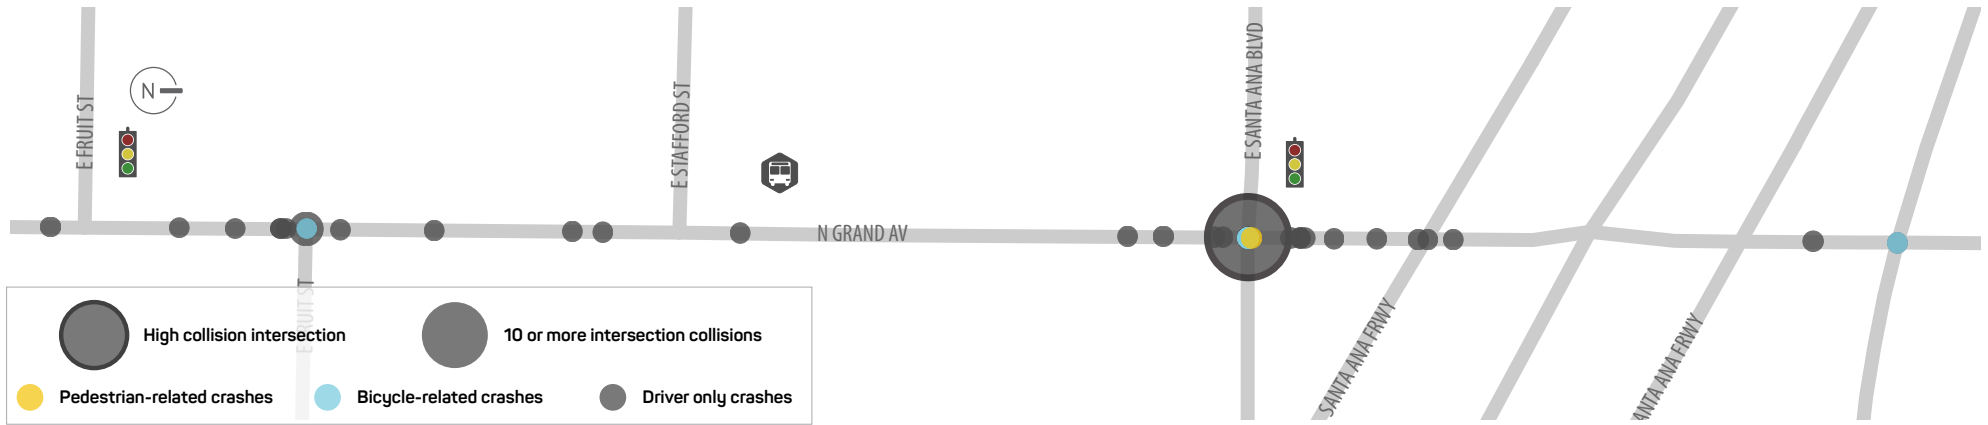 E FRUIT ST
N
E STAFFORD ST
E SANTA ANA BLVD
N GRAND AV
E FRUIT ST
SANTA ANA FRWY
ANTA ANA FRWY
High collision intersection
10 or more intersection collisions
Pedestrian-related crashes
Bicycle-related crashes
Driver only crashes